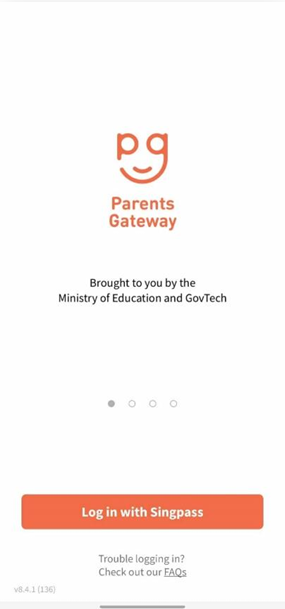 pg
Parents
Gateway
Brought to you by the
Ministry of Education and GovTech
Log in with Singpass
Trouble logging in?
Check out our FAQs
v8.4.1 (136)